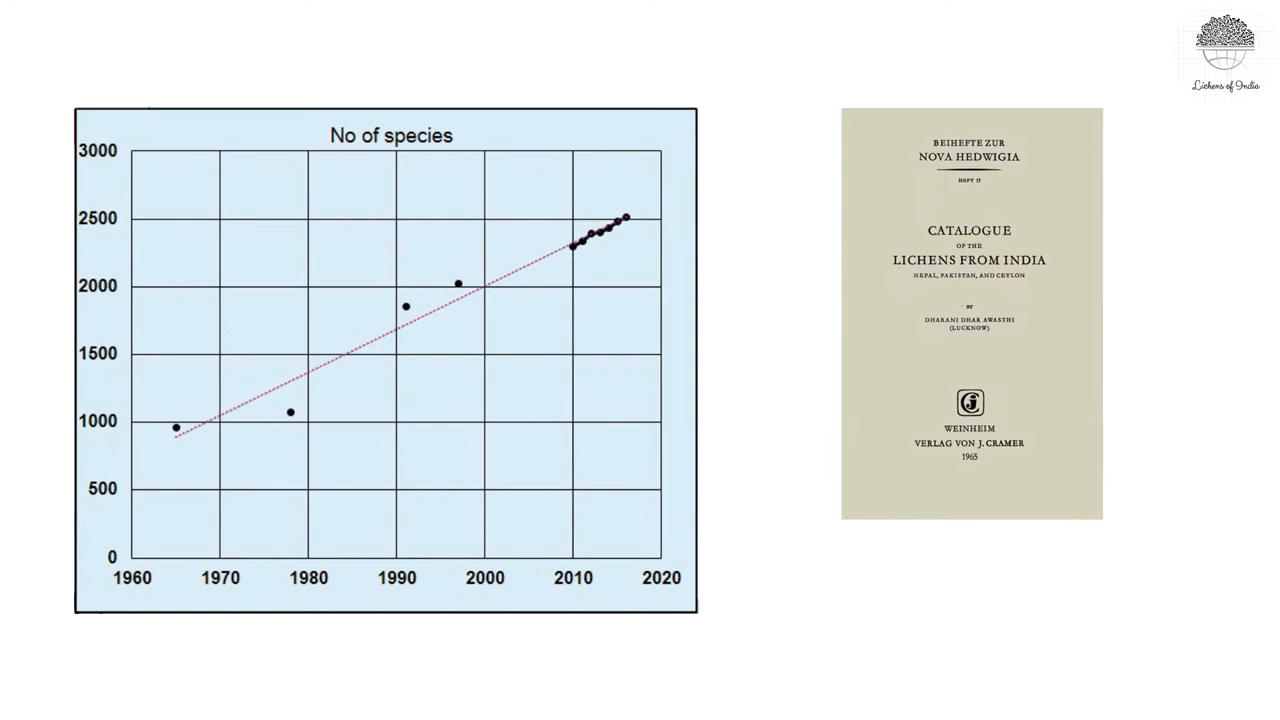 Lichens of India
No of species
3000
2500
2000
1500
1000
500
0
1960 1970 1980 1990 2000 2010 2020
BEIHEFTE ZUR
NOVA HEDWIGIA
HEFT 17
CATALOGUE
OF THE
LICHENS FROM INDIA
NEPAL, PAKISTAN, AND CEYLON
BY
DHARANI DHAR AWASTHI
(LUCKNOW)
WEINHEIM
VERLAG VON J. CRAMER
1965